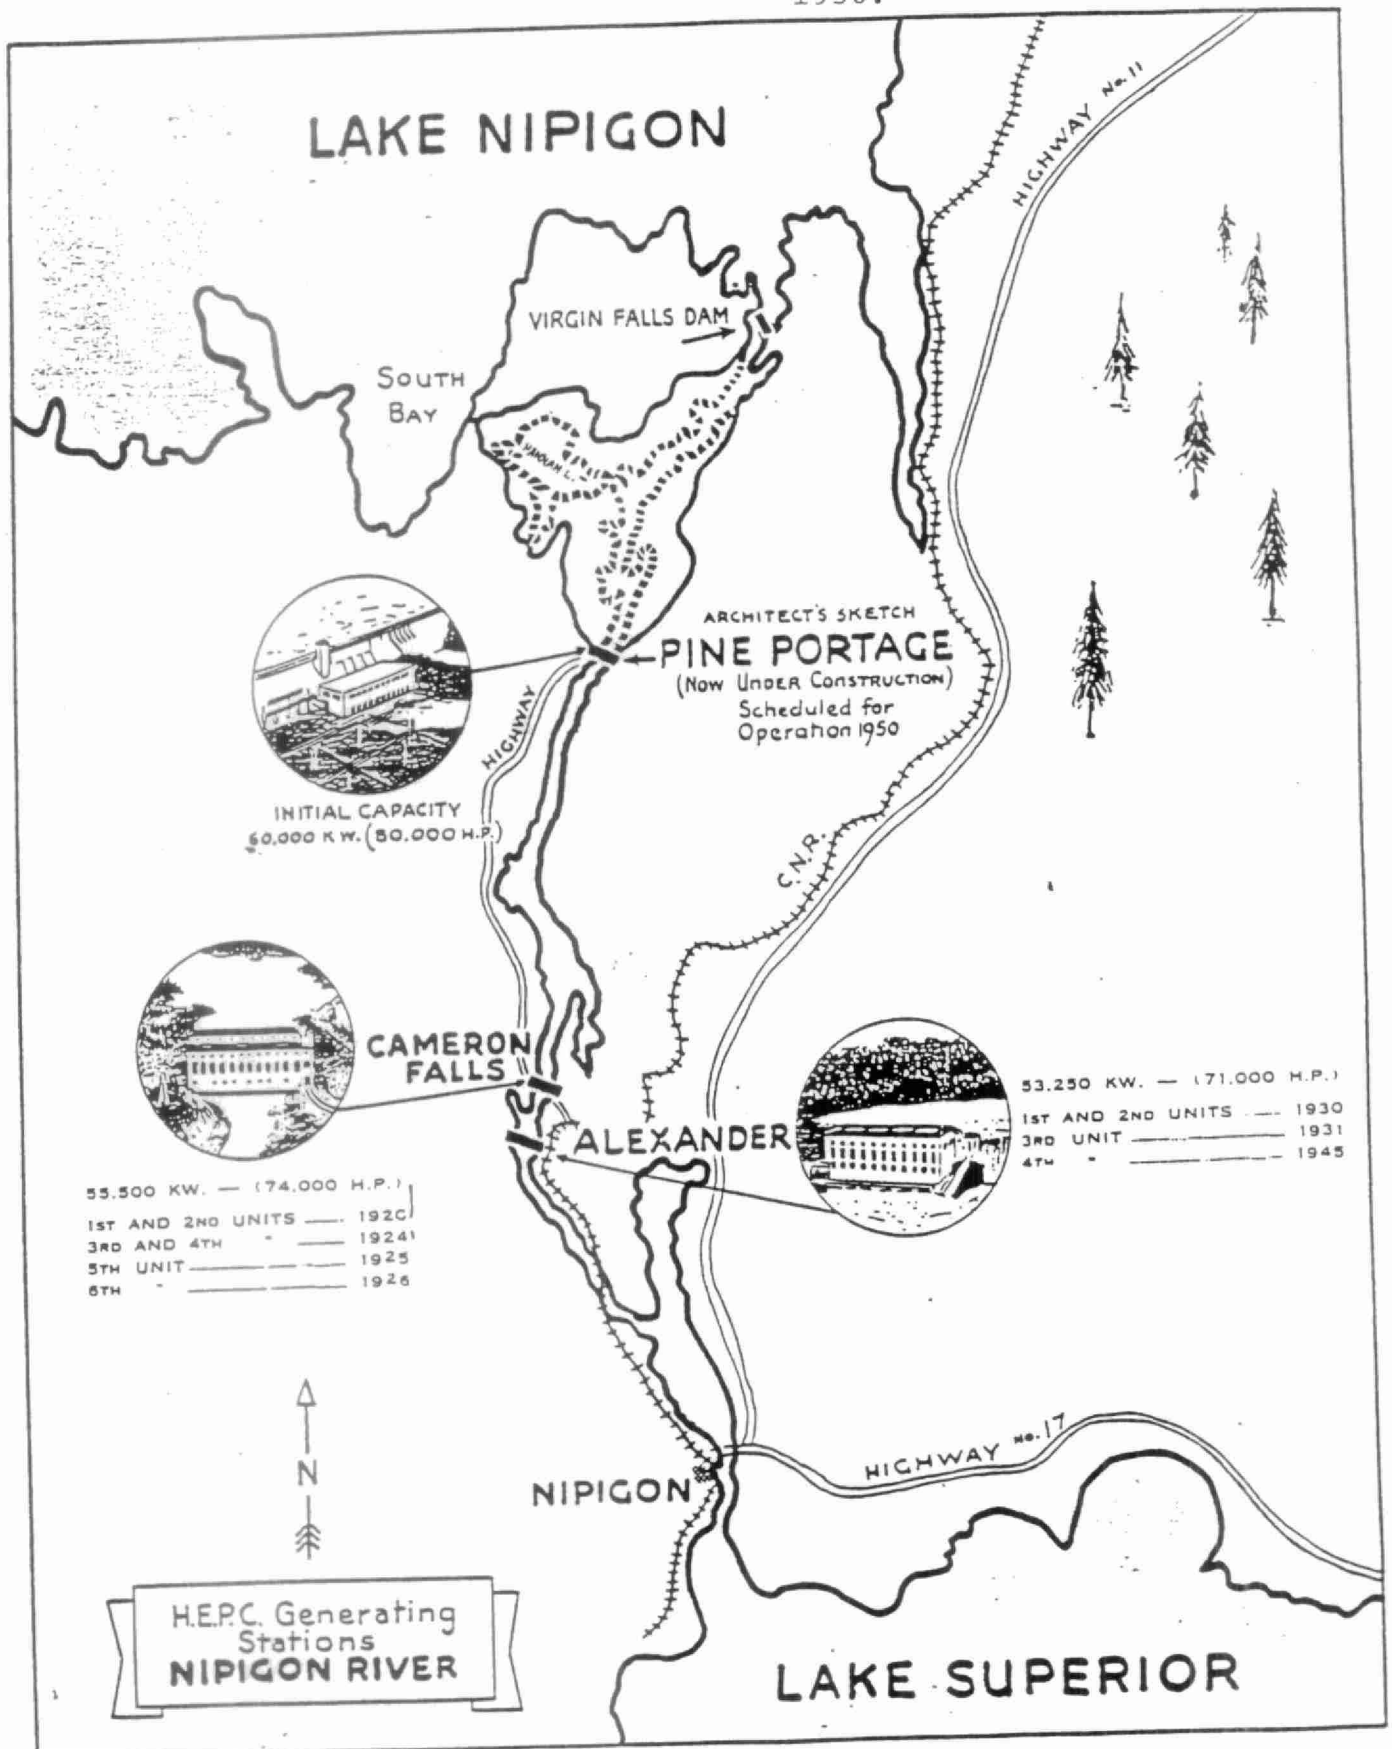 1950.
LAKE NIPIGON
HIGHWAY No. 11
VIRGIN FALLS DAM
SOUTH
BAY
HANNAH L.
ARCHITECT'S SKETCH
PINE PORTAGE
(NOW UNDER CONSTRUCTION)
Scheduled for
Operation 1950
HIGHWAY
INITIAL CAPACITY
60,000 KW. (80,000 H.P.)
C.N.R.
CAMERON
FALLS
55,500 KW. — (74,000 H.P.)
1ST AND 2ND UNITS —— 1920
3RD AND 4TH " —— 1924
5TH UNIT ———— 1925
6TH " ———— 1926
ALEXANDER
53,250 KW. — (71,000 H.P.)
1ST AND 2ND UNITS —— 1930
3RD UNIT ———— 1931
4TH " ———— 1945
N
NIPIGON
HIGHWAY No. 17
H.E.P.C. Generating
Stations
NIPIGON RIVER
LAKE SUPERIOR